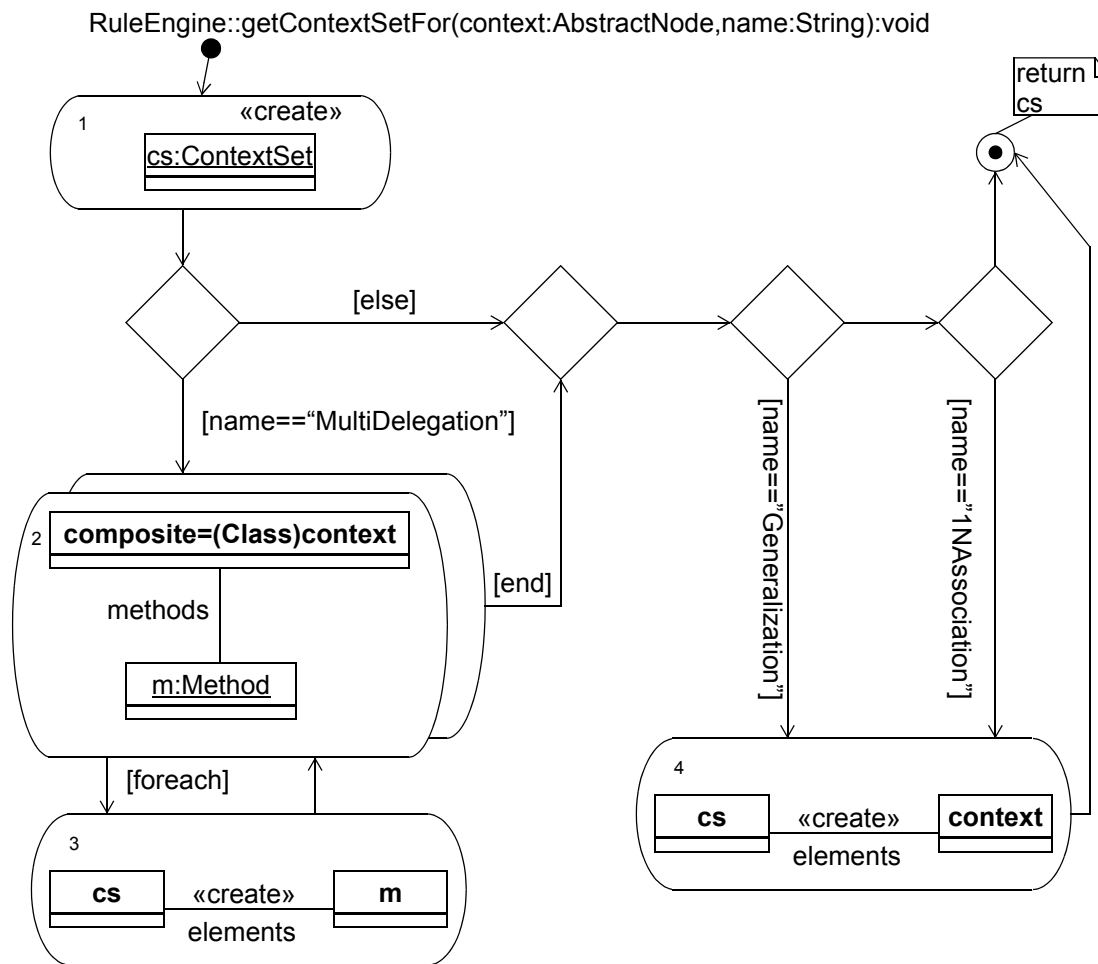 RuleEngine::getContextSetFor(context:AbstractNode,name:String):void
return
cs
1
«create»
cs:ContextSet
[else]
[name==“MultiDelegation”]
[name==”Generalization”]
[name==”1NAssociation”]
2
composite=(Class)context
methods
[end]
m:Method
[foreach]
3
cs
«create»
m
elements
4
cs
«create»
context
elements